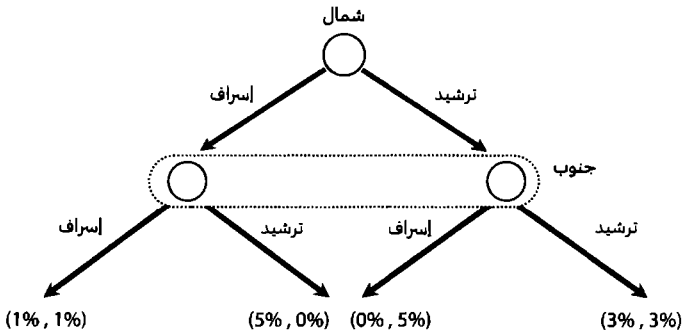 شمال
إسراف
ترشيد
جنوب
إسراف
ترشيد
إسراف
ترشيد
(1% , 1%)
(5% , 0%)
(0% , 5%)
(3% , 3%)